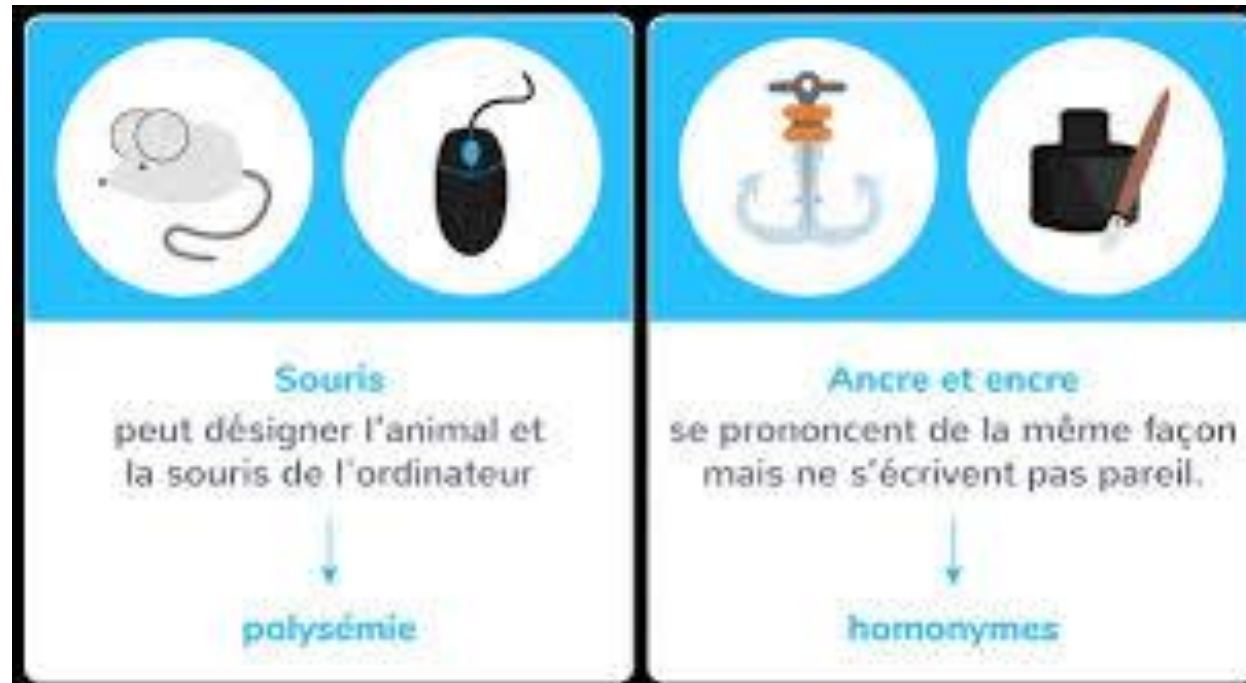 Souris
peut désigner l'animal et
la souris de l'ordinateur
polysémie
Ancre et encre
se prononcent de la même façon
mais ne s'écrivent pas pareil.
homonymes